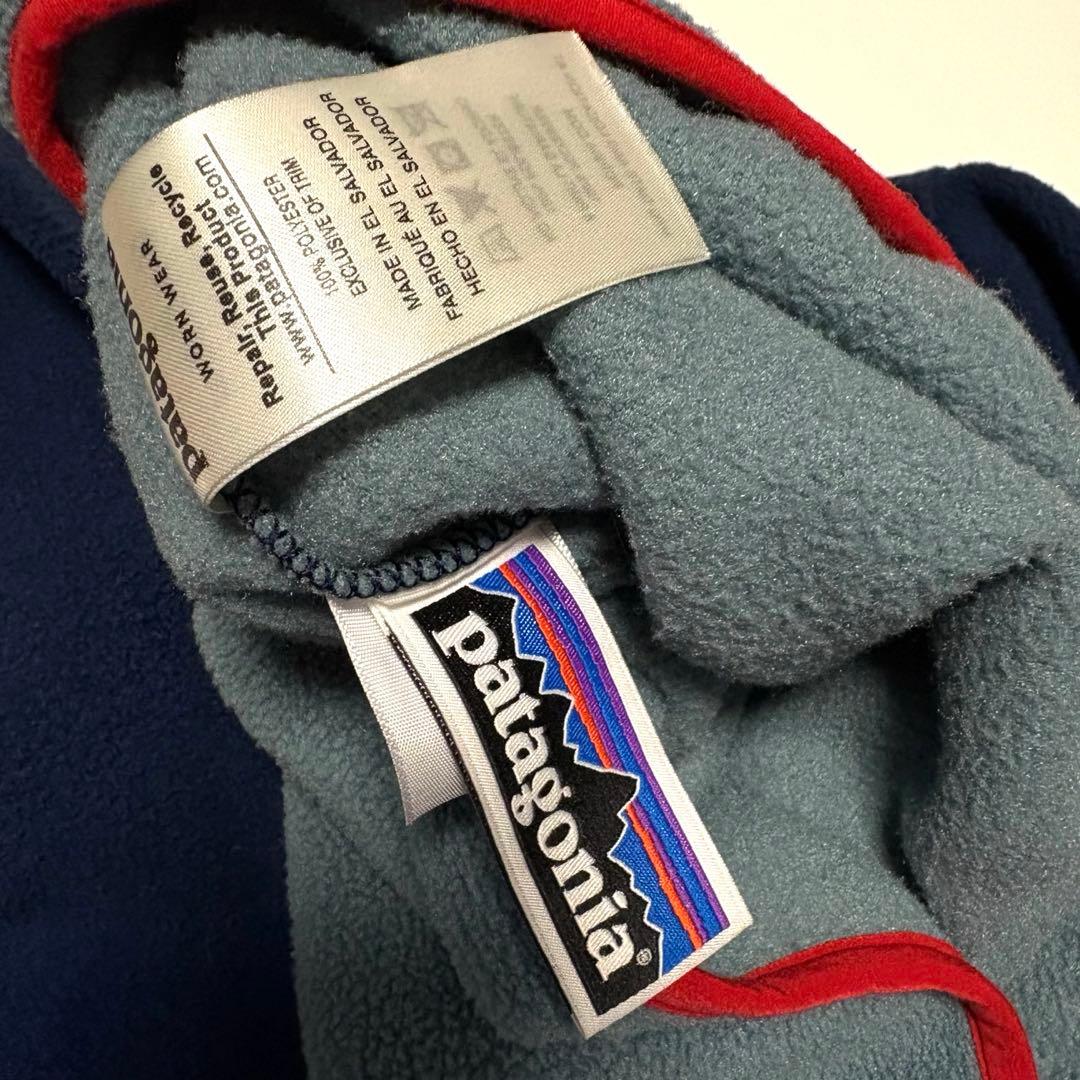 patagonia
WORN WEAR
Repair, Reuse, Recycle
This Product
www.patagonia.com
100% POLYESTER
EXCLUSIVE OF TRIM
MADE IN EL SALVADOR
FABRIQUÉ AU EL SALVADOR
HECHO EN EL SALVADOR
patagonia®